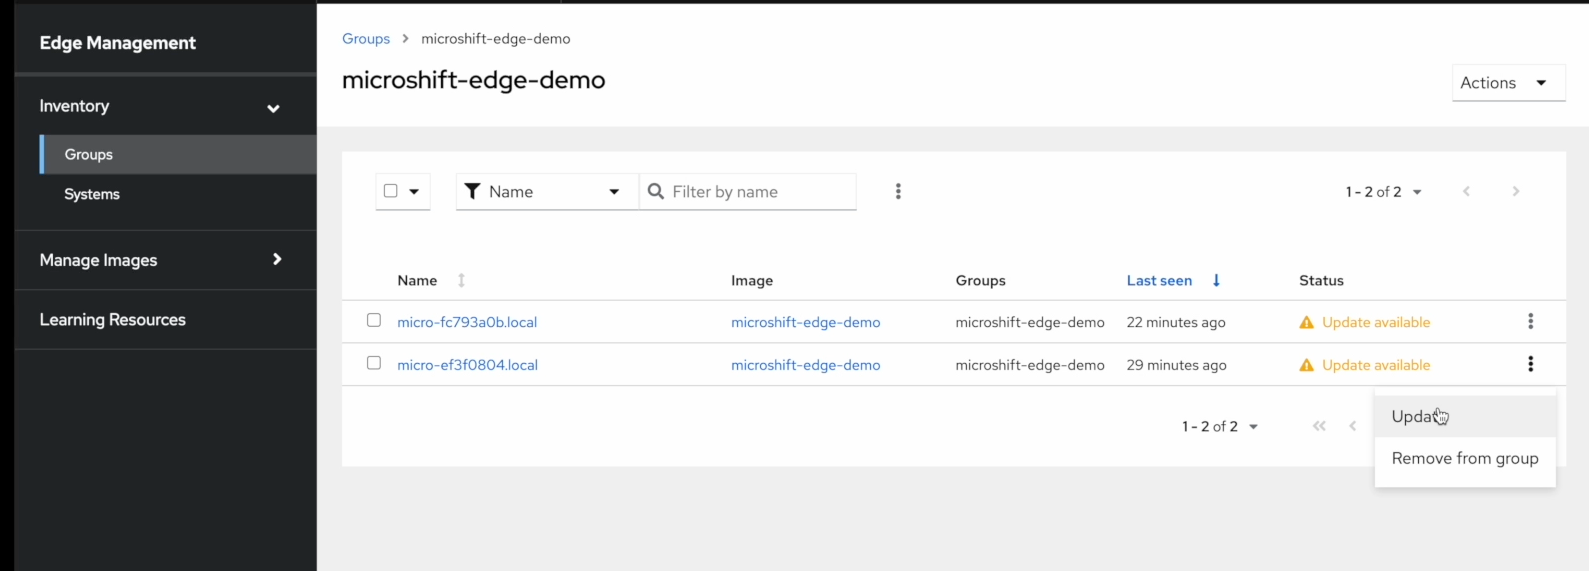 Edge Management
Inventory
Groups
Systems
Manage Images
Learning Resources
Groups > microshift-edge-demo
microshift-edge-demo
Actions
Name Filter by name 1 - 2 of 2
Name Image Groups Last seen Status
micro-fc793a0b.local microshift-edge-demo microshift-edge-demo 22 minutes ago Update available
micro-ef3f0804.local microshift-edge-demo microshift-edge-demo 29 minutes ago Update available
1 - 2 of 2
Update
Remove from group